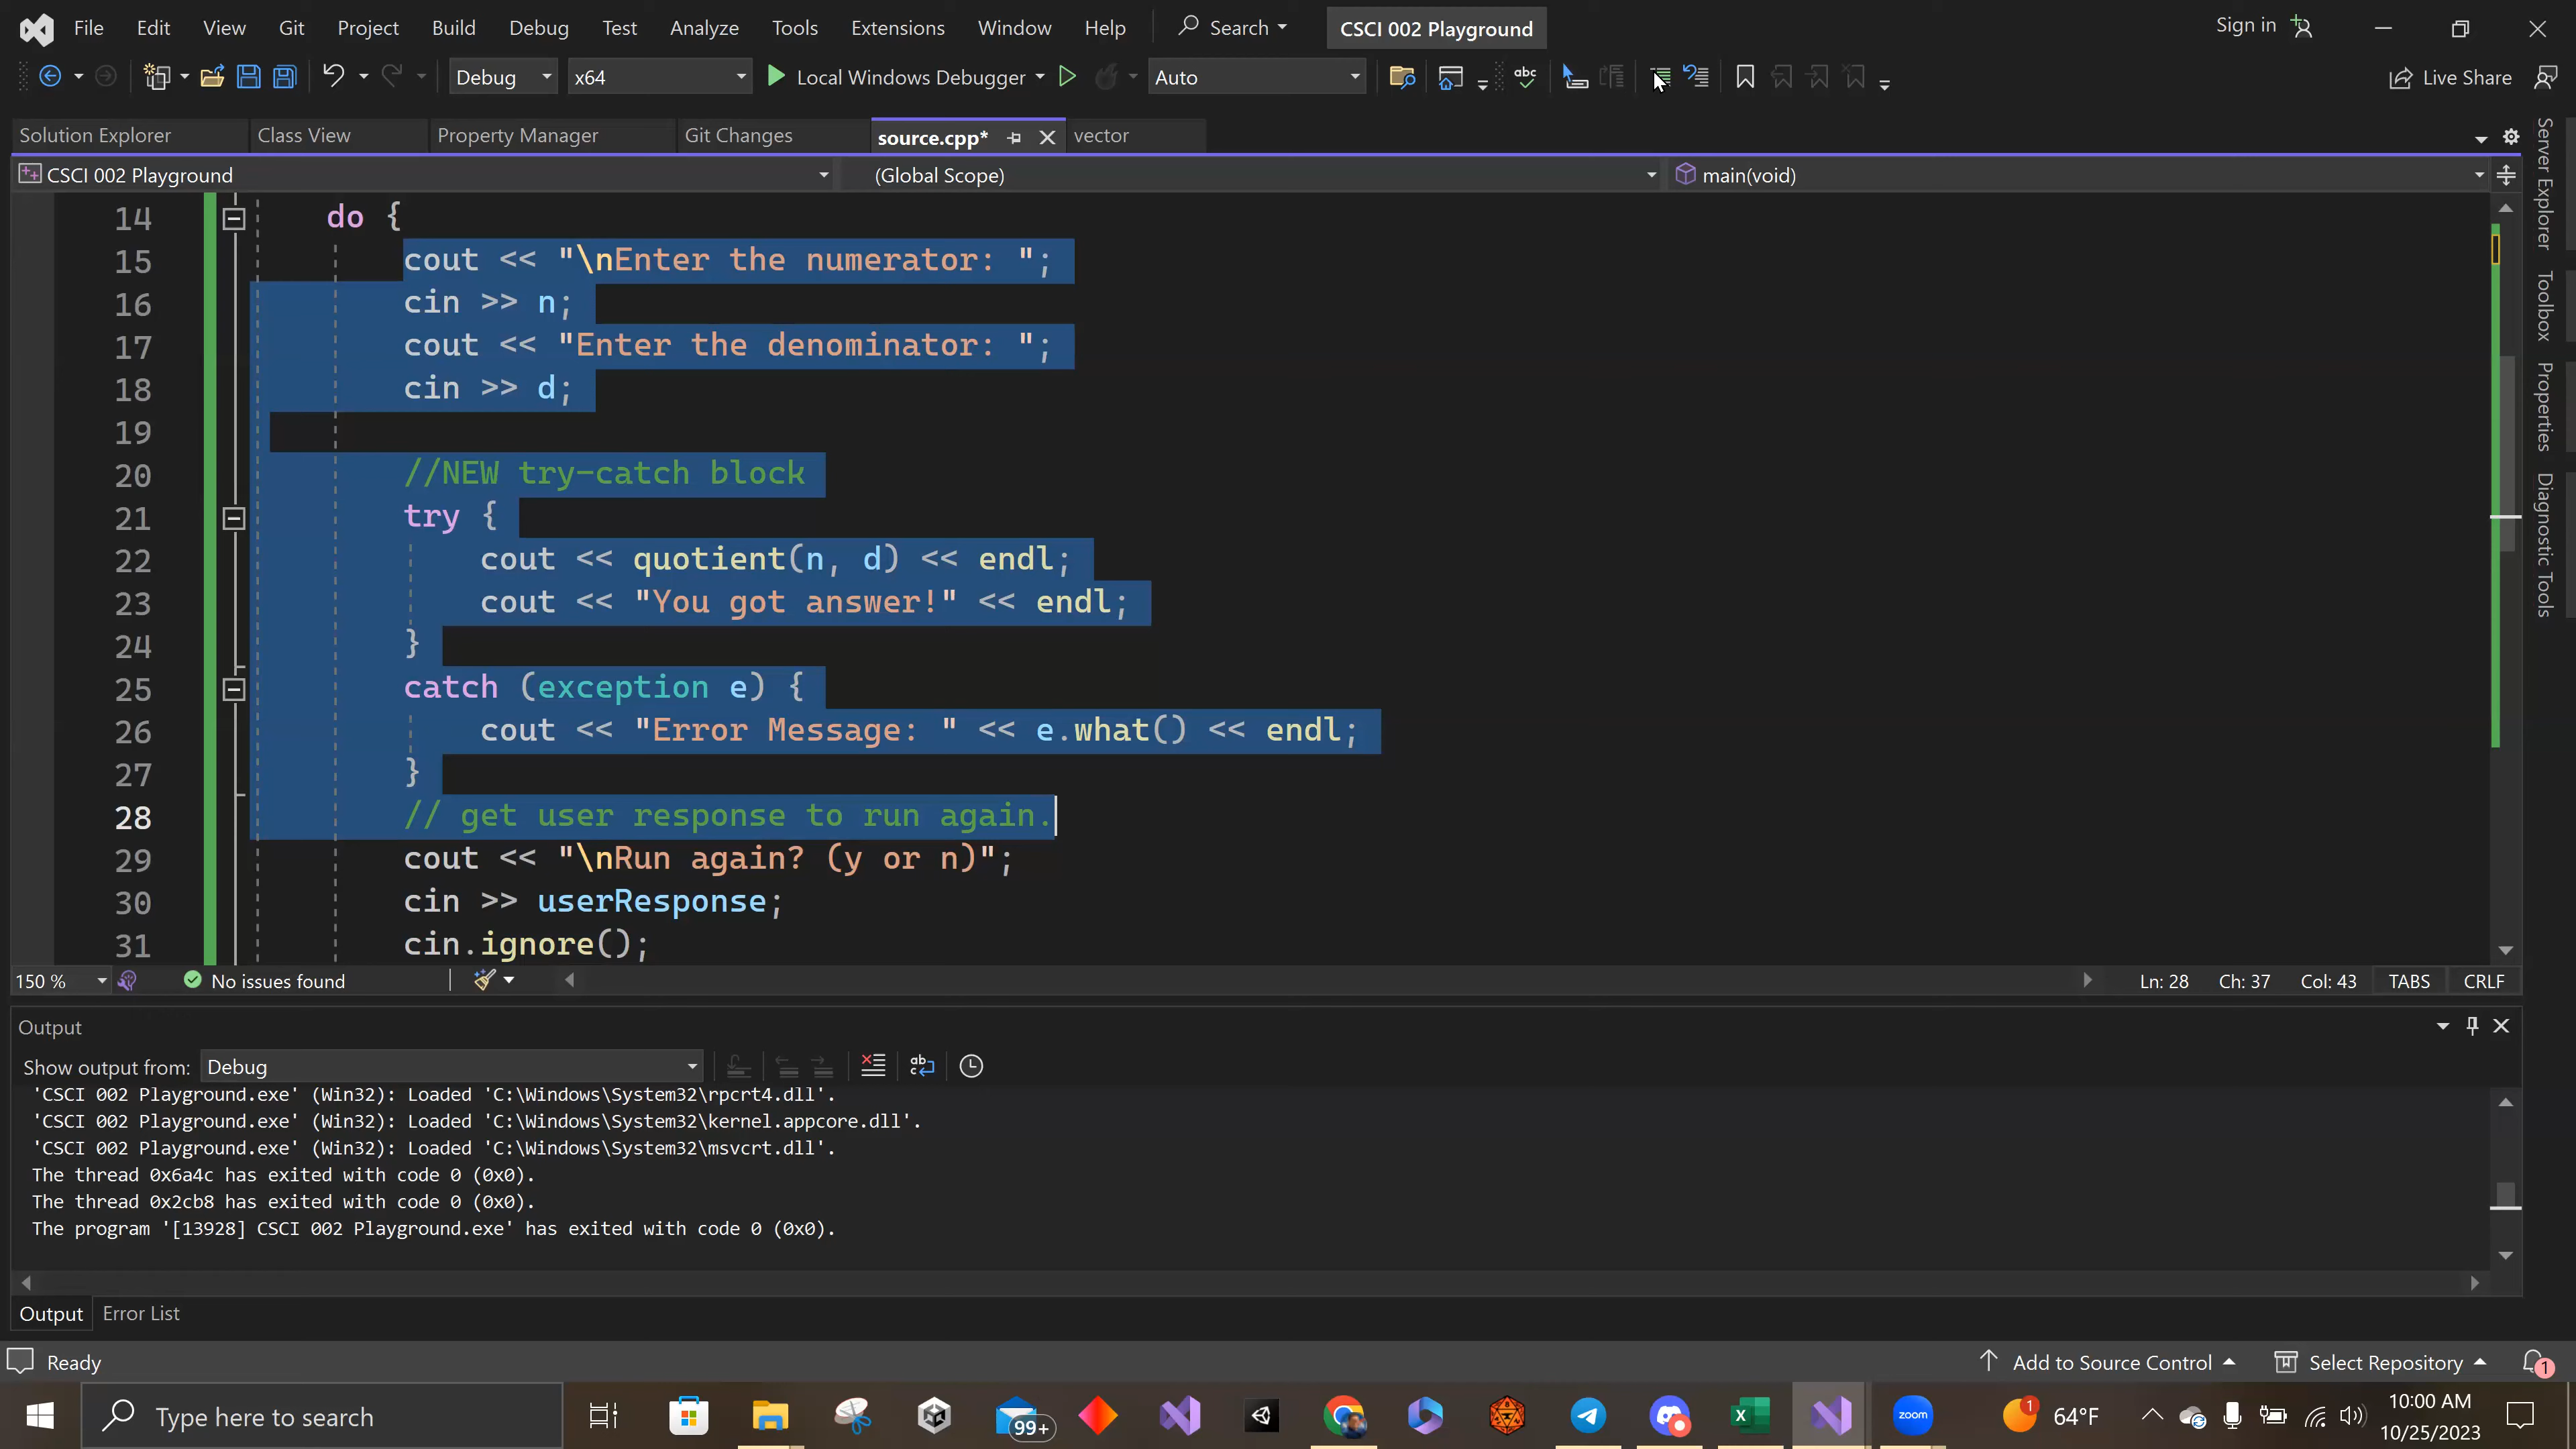 File Edit View Git Project Build Debug Test Analyze Tools Extensions Window Help Search CSCI 002 Playground Sign in
Debug x64 Local Windows Debugger Auto abc Live Share
Solution Explorer Class View Property Manager Git Changes source.cpp* vector
CSCI 002 Playground (Global Scope) main(void)
14 do {
15 cout << "\nEnter the numerator: ";
16 cin >> n;
17 cout << "Enter the denominator: ";
18 cin >> d;
19
20 //NEW try-catch block
21 try {
22 cout << quotient(n, d) << endl;
23 cout << "You got answer!" << endl;
24 }
25 catch (exception e) {
26 cout << "Error Message: " << e.what() << endl;
27 }
28 // get user response to run again.
29 cout << "\nRun again? (y or n)";
30 cin >> userResponse;
31 cin.ignore();
150 % No issues found Ln: 28 Ch: 37 Col: 43 TABS CRLF
Server Explorer
Toolbox
Properties
Diagnostic Tools
Output
Show output from: Debug
'CSCI 002 Playground.exe' (Win32): Loaded 'C:\Windows\System32\rpcrt4.dll'.
'CSCI 002 Playground.exe' (Win32): Loaded 'C:\Windows\System32\kernel.appcore.dll'.
'CSCI 002 Playground.exe' (Win32): Loaded 'C:\Windows\System32\msvcrt.dll'.
The thread 0x6a4c has exited with code 0 (0x0).
The thread 0x2cb8 has exited with code 0 (0x0).
The program '[13928] CSCI 002 Playground.exe' has exited with code 0 (0x0).
Output Error List
Ready Add to Source Control Select Repository 1
Type here to search 99+ zoom 1 64°F 10:00 AM
10/25/2023